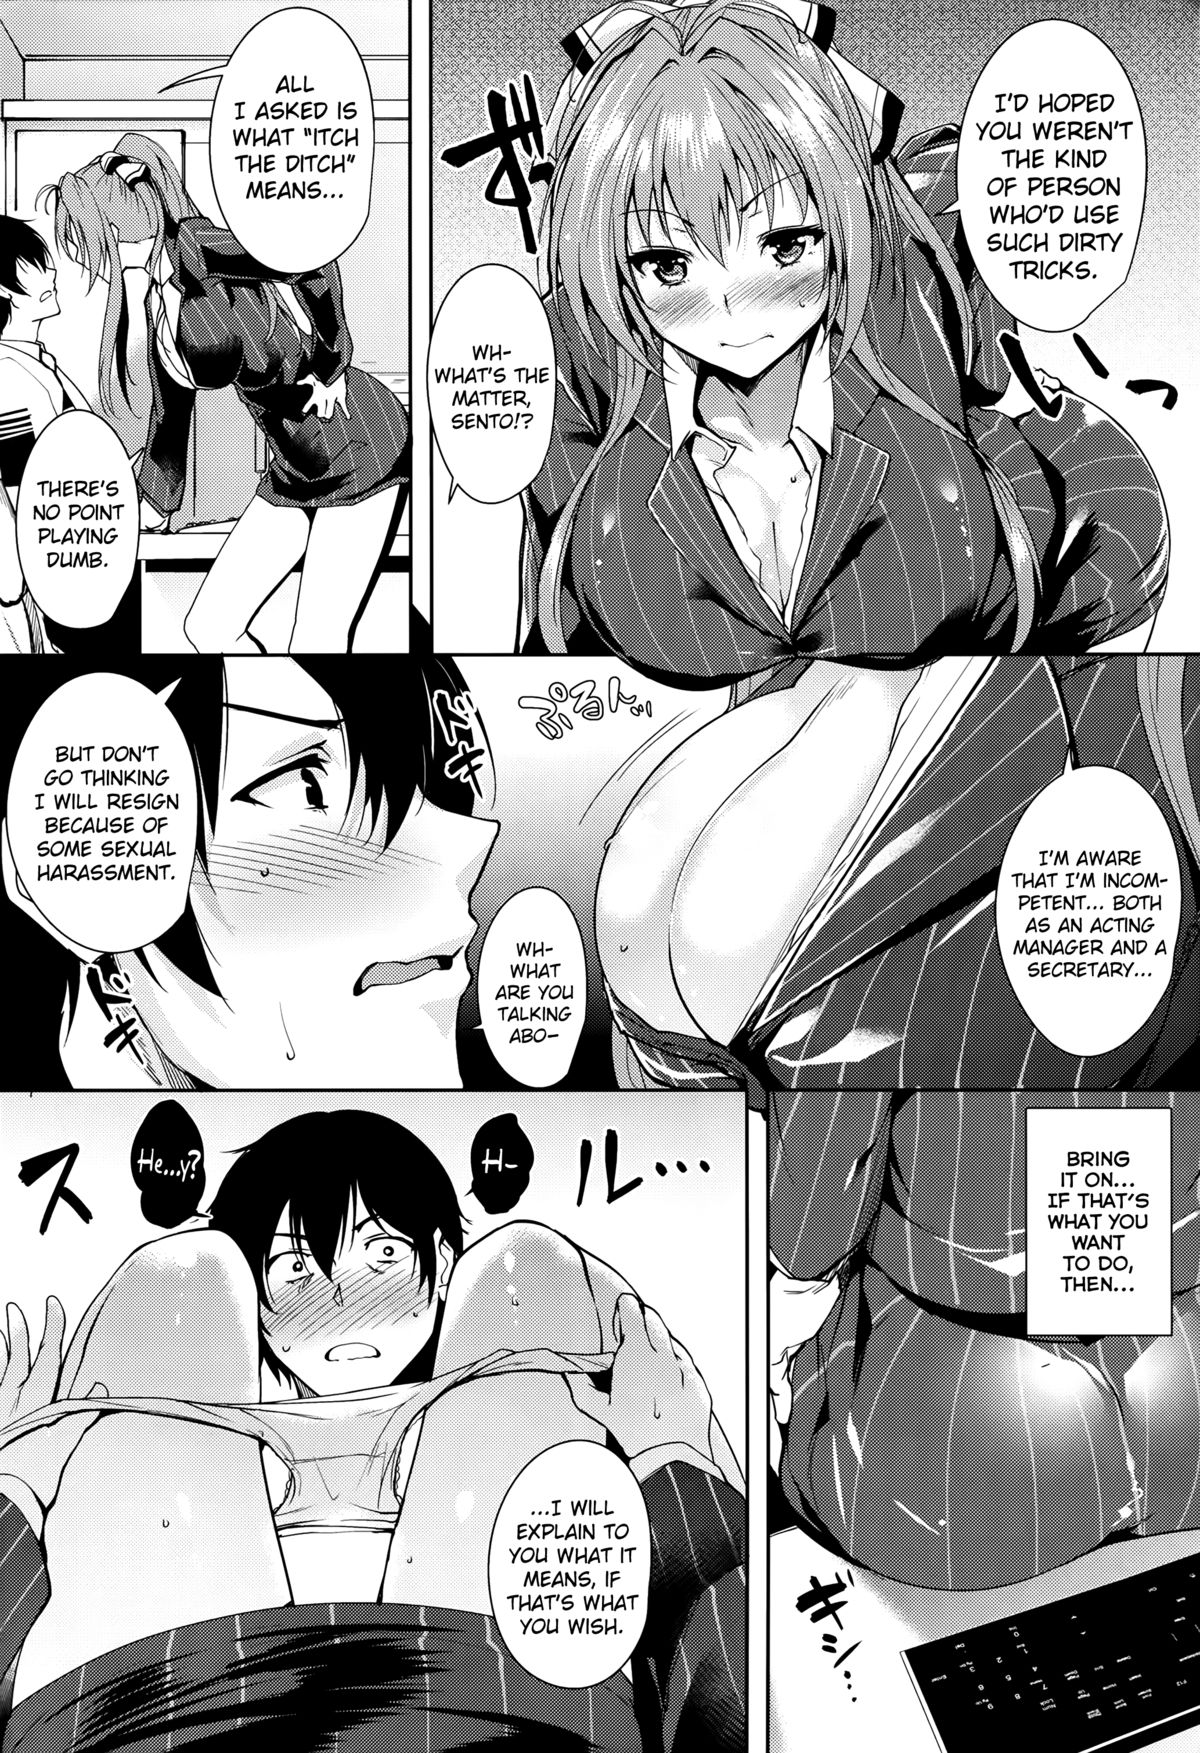 I'D HOPED
YOU WEREN'T
THE KIND
OF PERSON
WHO'D USE
SUCH DIRTY
TRICKS.
ずいっ
WH-
WHAT'S THE
MATTER,
SENTO!?
ALL
I ASKED IS
WHAT "ITCH
THE DITCH"
MEANS...
THERE'S
NO POINT
PLAYING
DUMB.
I'M AWARE
THAT I'M INCOM-
PETENT... BOTH
AS AN ACTING
MANAGER AND A
SECRETARY...
ぷるんッ
WH-
WHAT
ARE YOU
TALKING
ABO-
ドキ
BUT DON'T
GO THINKING
I WILL RESIGN
BECAUSE OF
SOME SEXUAL
HARASSMENT.
ドキ
BRING
IT ON...
IF THAT'S
WHAT YOU
WANT
TO DO,
THEN...
ギシ…
H-
He...y?
スル…
...I WILL
EXPLAIN TO
YOU WHAT IT
MEANS, IF
THAT'S WHAT
YOU WISH.